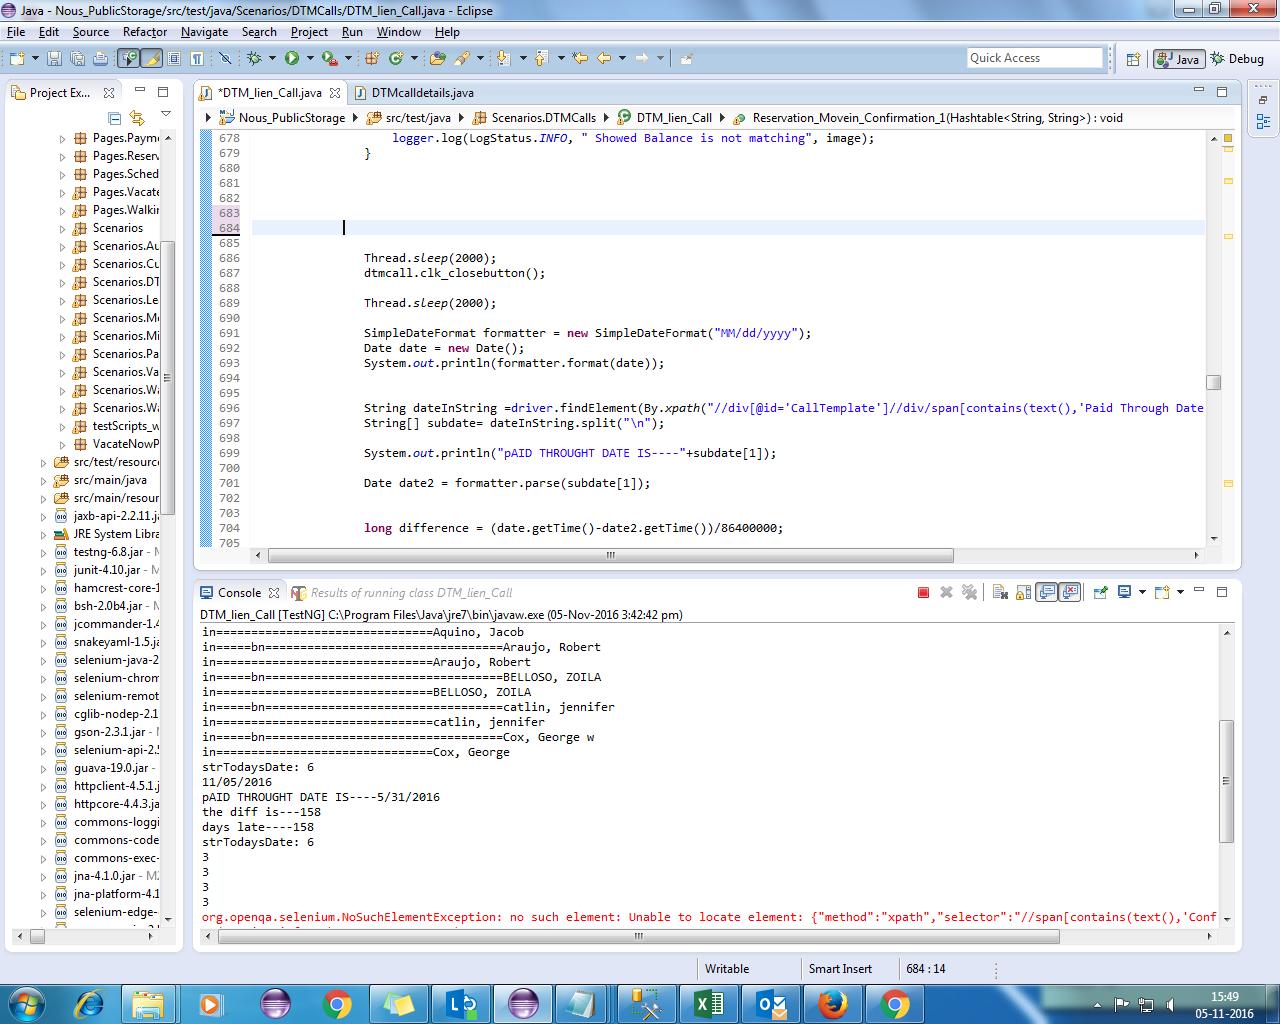 Java - Nous_PublicStorage/src/test/java/Scenarios/DTMCalls/DTM_lien_Call.java - Eclipse
File Edit Source Refactor Navigate Search Project Run Window Help
Quick Access
Java
Debug
Project Ex...
*DTM_lien_Call.java
DTMcalldetails.java
Nous_PublicStorage
src/test/java
Scenarios.DTMCalls
DTM_lien_Call
Reservation_Movein_Confirmation_1(Hashtable<String, String>) : void
Pages.Paym
Pages.Reser
Pages.Sched
Pages.Vacate
Pages.Walkin
Scenarios
Scenarios.Au
Scenarios.Cu
Scenarios.DT
Scenarios.Le
Scenarios.Mo
Scenarios.Mi
Scenarios.Pa
Scenarios.Va
Scenarios.Wa
Scenarios.Wa
testScripts_w
VacateNowP
src/test/resourc
src/main/java
src/main/resour
jaxb-api-2.2.11.j
JRE System Libra
testng-6.8.jar - M
junit-4.10.jar - M
hamcrest-core-1
bsh-2.0b4.jar - M
jcommander-1.4
snakeyaml-1.5.ja
selenium-java-2
selenium-chrom
selenium-remot
cglib-nodep-2.1
gson-2.3.1.jar - M
selenium-api-2.5
guava-19.0.jar -
httpclient-4.5.1.j
httpcore-4.4.3.ja
commons-loggi
commons-code
commons-exec-
jna-4.1.0.jar - M2
jna-platform-4.1
selenium-edge-
678 logger.log(LogStatus.INFO, " Showed Balance is not matching", image);
679 }
680
681
682
683
684
685
686 Thread.sleep(2000);
687 dtmcall.clk_closebutton();
688
689 Thread.sleep(2000);
690
691 SimpleDateFormat formatter = new SimpleDateFormat("MM/dd/yyyy");
692 Date date = new Date();
693 System.out.println(formatter.format(date));
694
695
696 String dateInString =driver.findElement(By.xpath("//div[@id='CallTemplate']//div/span[contains(text(),'Paid Through Date
697 String[] subdate= dateInString.split("\n");
698
699 System.out.println("pAID THROUGHT DATE IS----"+subdate[1]);
700
701 Date date2 = formatter.parse(subdate[1]);
702
703
704 long difference = (date.getTime()-date2.getTime())/86400000;
705
Console
Results of running class DTM_lien_Call
DTM_lien_Call [TestNG] C:\Program Files\Java\jre7\bin\javaw.exe (05-Nov-2016 3:42:42 pm)
in===============================Aquino, Jacob
in=====bn==================================Araujo, Robert
in===============================Araujo, Robert
in=====bn==================================BELLOSO, ZOILA
in===============================BELLOSO, ZOILA
in=====bn==================================catlin, jennifer
in===============================catlin, jennifer
in=====bn==================================Cox, George w
in===============================Cox, George
strTodaysDate: 6
11/05/2016
pAID THROUGHT DATE IS----5/31/2016
the diff is---158
days late----158
strTodaysDate: 6
3
3
3
3
org.openqa.selenium.NoSuchElementException: no such element: Unable to locate element: {"method":"xpath","selector":"//span[contains(text(),'Conf
Writable
Smart Insert
684 : 14
15:49
05-11-2016